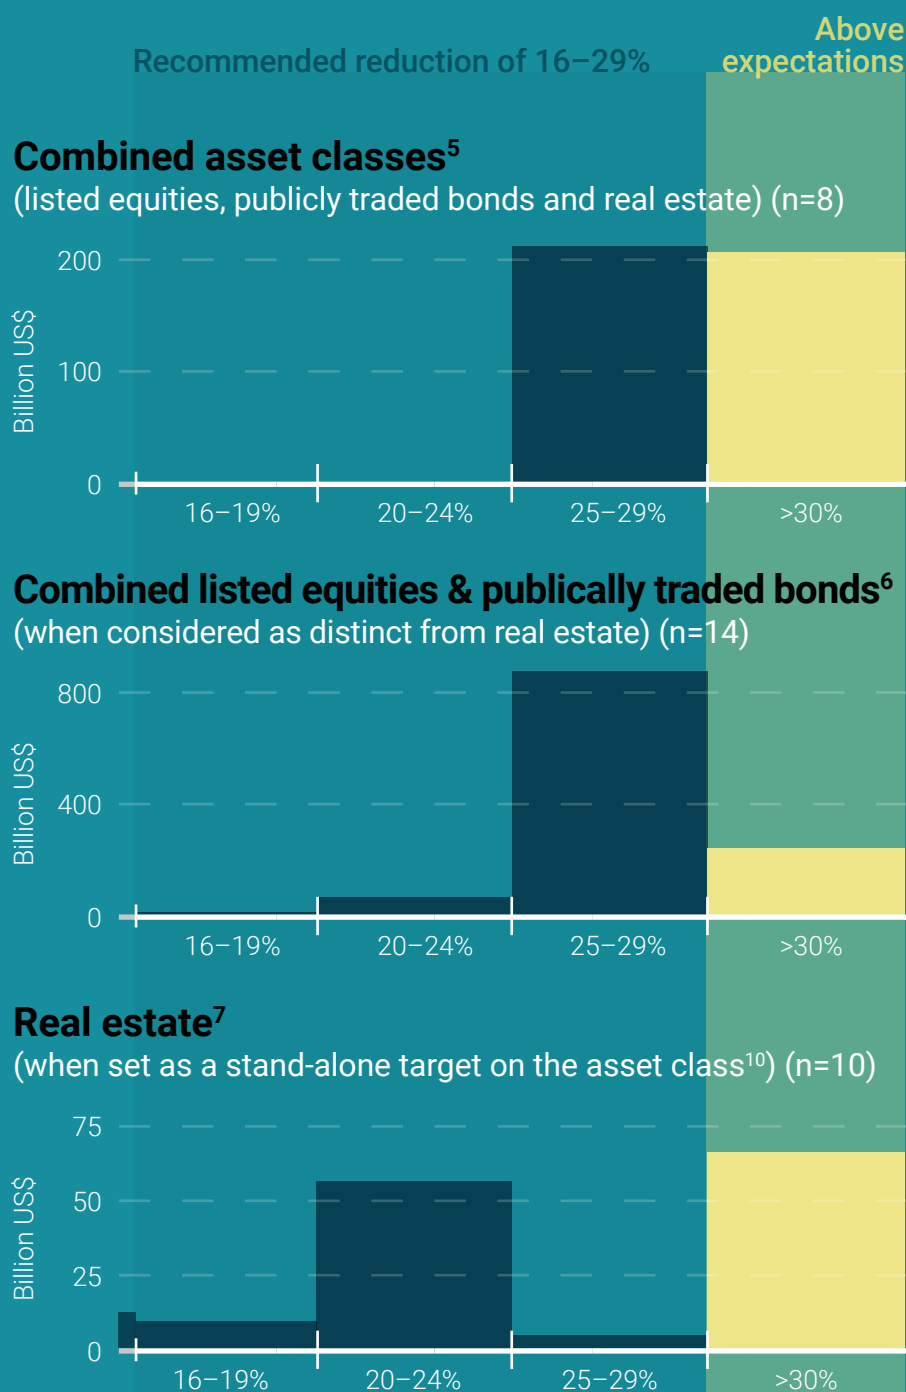 Above
Recommended reduction of 16–29% expectations
Combined asset classes5
(listed equities, publicly traded bonds and real estate) (n=8)
200
Billion US$
100
0
16–19% 20–24% 25–29% >30%
Combined listed equities & publically traded bonds6
(when considered as distinct from real estate) (n=14)
800
Billion US$
400
0
16–19% 20–24% 25–29% >30%
Real estate7
(when set as a stand-alone target on the asset class10) (n=10)
75
50
Billion US$
25
0
16–19% 20–24% 25–29% >30%